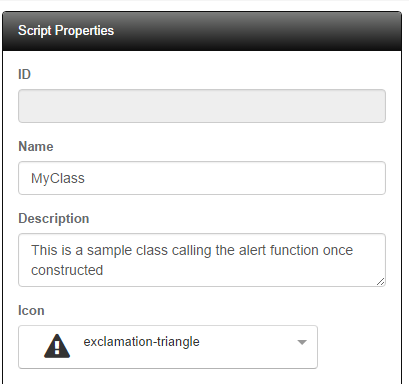 Script Properties
ID
Name
MyClass
Description
This is a sample class calling the alert function once
constructed
Icon
exclamation-triangle